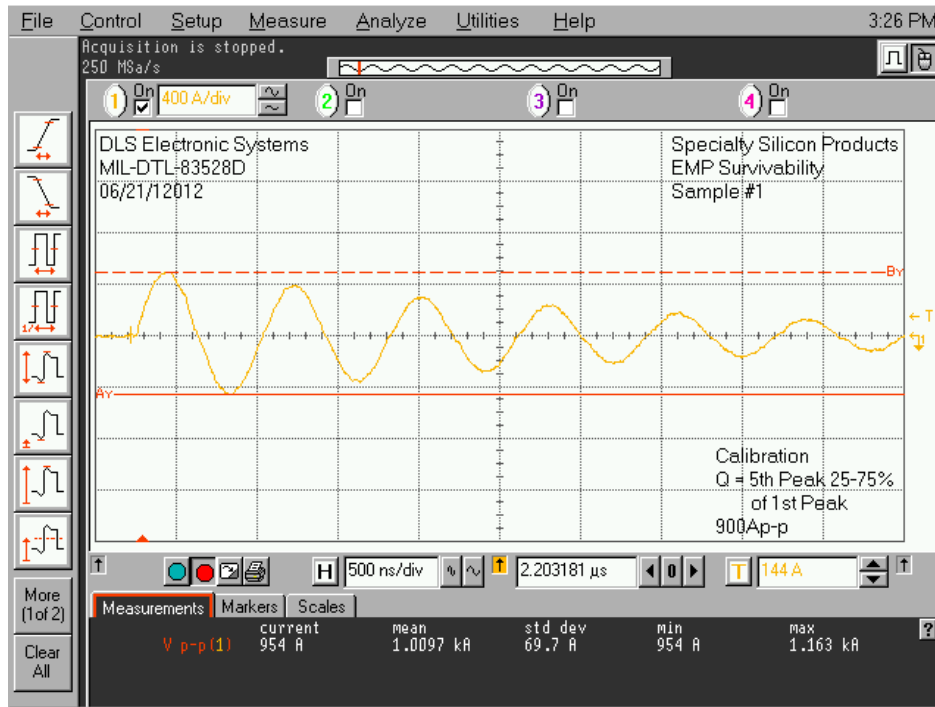 File Control Setup Measure Analyze Utilities Help 3:26 PM
Acquisition is stopped.
250 MSa/s
1 On 400 A/div 2 On 3 On 4 On
DLS Electronic Systems
MIL-DTL-83528D
06/21/12012
Specialty Silicon Products
EMP Survivability
Sample #1
By
T
Ay
Calibration
Q = 5th Peak 25-75%
of 1st Peak
900Ap-p
More
(1of 2)
Clear
All
H 500 ns/div 2.203181 µs 0 T 144 A
Measurements Markers Scales
current mean std dev min max
V p-p(1) 954 A 1.0097 kA 69.7 A 954 A 1.163 kA
?